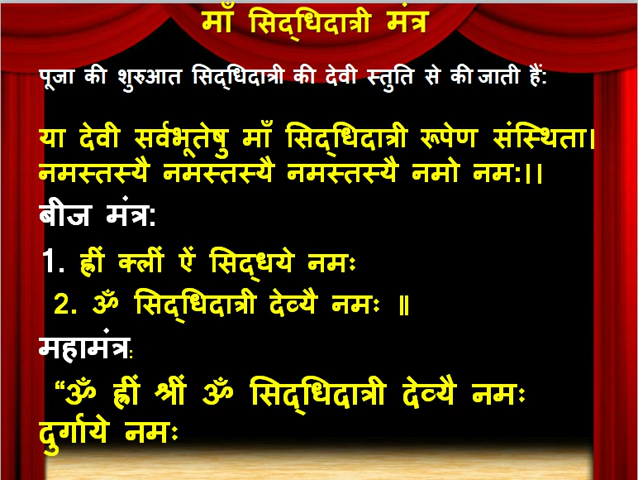 माँ सिद्धिदात्री मंत्र
पूजा की शुरुआत सिद्धिदात्री की देवी स्तुति से की जाती हैं:
या देवी सर्वभूतेषु माँ सिद्धिदात्री रूपेण संस्थिता।
नमस्तस्यै नमस्तस्यै नमस्तस्यै नमो नम:।।
बीज मंत्र:
1. ह्रीं क्लीं ऐं सिद्धये नमः
2. ॐ सिद्धिदात्री देव्यै नमः ॥
महामंत्र:
“ॐ ह्रीं श्रीं ॐ सिद्धिदात्री देव्यै नमः
दुर्गाये नमः